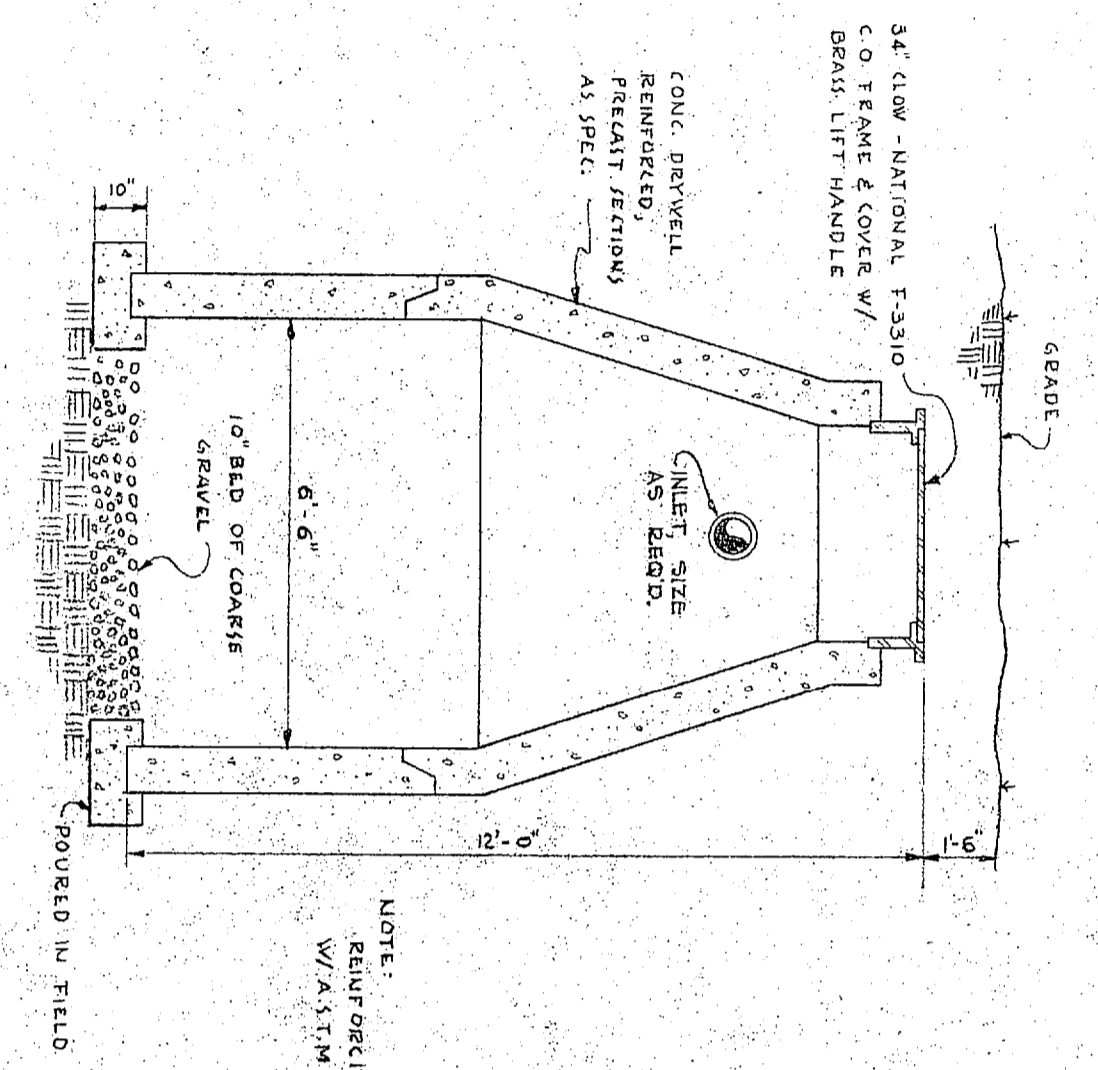 34" CLOW - NATIONAL F-3310
C.O. FRAME & COVER W/
BRASS LIFT HANDLE
GRADE
CONC. DRYWELL
REINFORCED,
PRECAST SECTIONS
AS SPEC.
INLET, SIZE
AS REQ'D.
1'-6"
12'-0"
6'-6"
10" BED OF COARSE
GRAVEL
10"
POURED IN FIELD
NOTE:
REINFORCI
W/ A.S.T.M